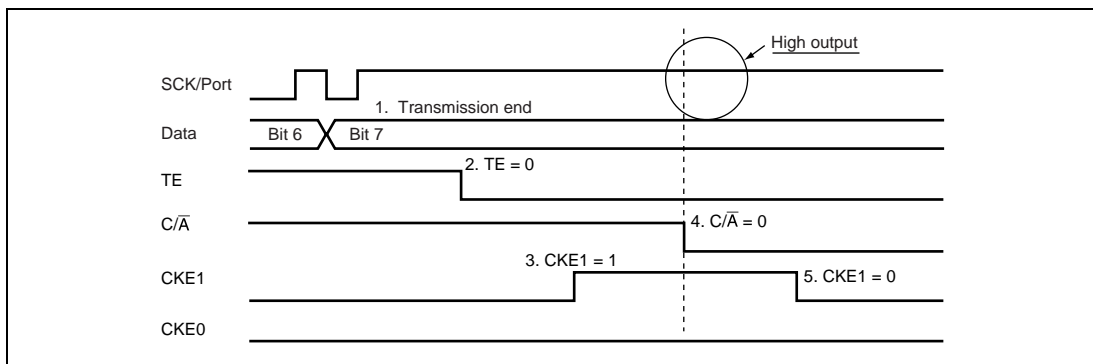 High output
SCK/Port
1. Transmission end
Data
Bit 6
Bit 7
2. TE = 0
TE
C/A̅
4. C/A̅ = 0
3. CKE1 = 1
CKE1
5. CKE1 = 0
CKE0